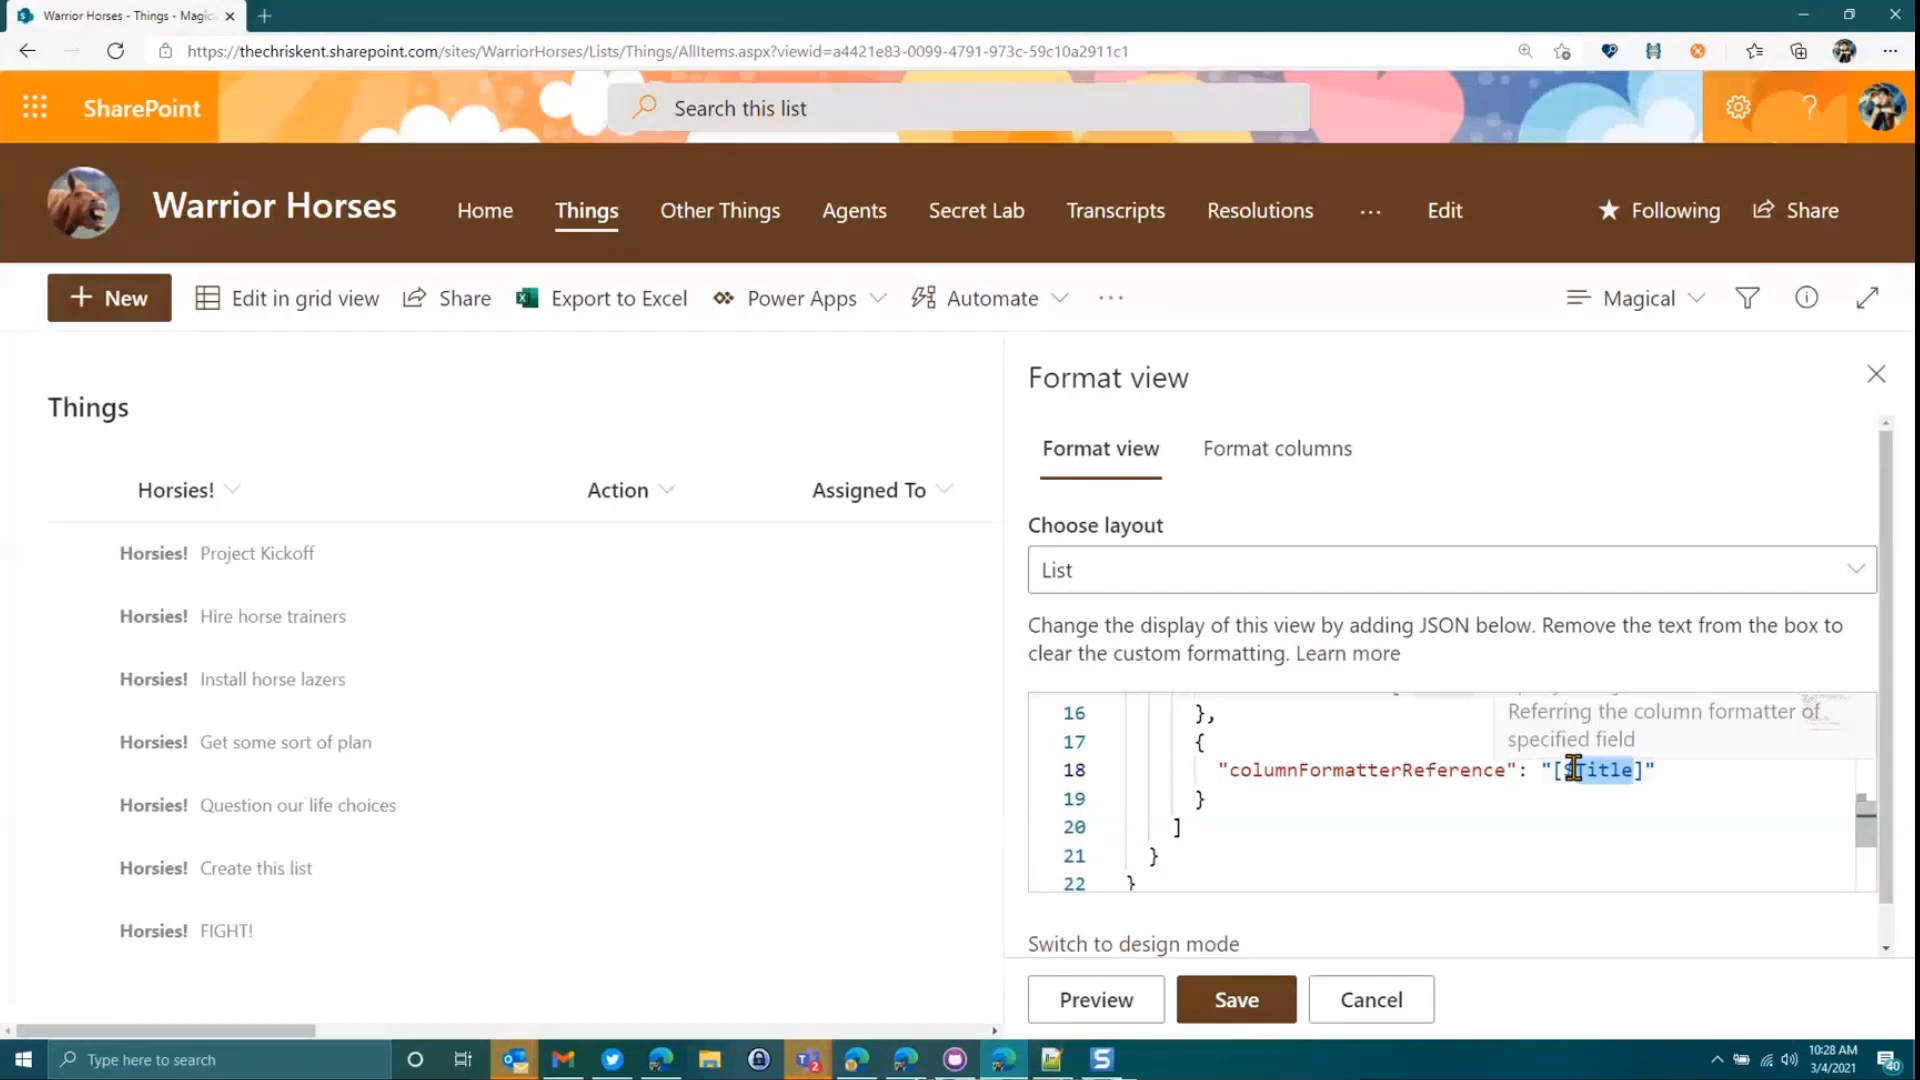 Warrior Horses - Things - Magic
https://thechriskent.sharepoint.com/sites/WarriorHorses/Lists/Things/AllItems.aspx?viewid=a4421e83-0099-4791-973c-59c10a2911c1
SharePoint
Search this list
Warrior Horses
Home
Things
Other Things
Agents
Secret Lab
Transcripts
Resolutions
Edit
Following
Share
New
Edit in grid view
Share
Export to Excel
Power Apps
Automate
Magical
Things
Horsies!
Action
Assigned To
Horsies! Project Kickoff
Horsies! Hire horse trainers
Horsies! Install horse lazers
Horsies! Get some sort of plan
Horsies! Question our life choices
Horsies! Create this list
Horsies! FIGHT!
Format view
Format view
Format columns
Choose layout
List
Change the display of this view by adding JSON below. Remove the text from the box to
clear the custom formatting. Learn more
Referring the column formatter of
specified field
16 },
17 {
18 "columnFormatterReference": "[$Title]"
19 }
20 ]
21 }
22 }
Switch to design mode
Preview
Save
Cancel
Type here to search
2
10:28 AM
3/4/2021
40